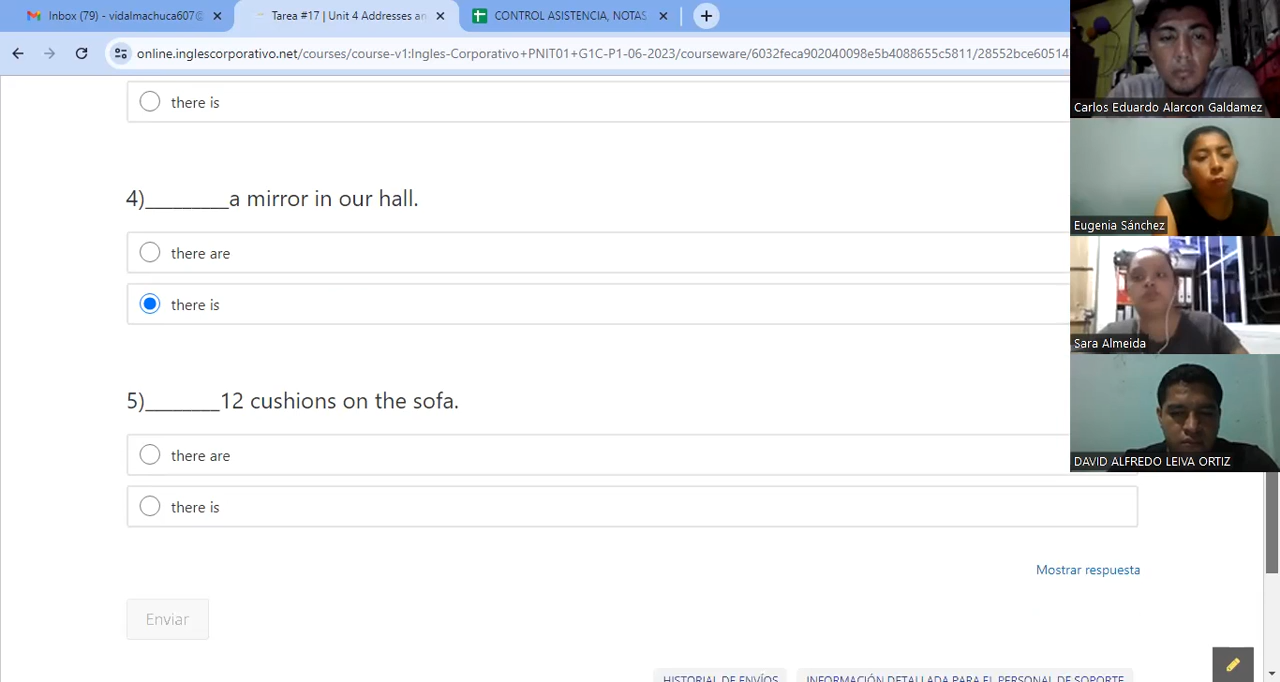 Inbox (79) - vidalmachuca607@
Tarea #17 | Unit 4 Addresses an
CONTROL ASISTENCIA, NOTAS
online.inglescorporativo.net/courses/course-v1:Ingles-Corporativo+PNIT01+G1C-P1-06-2023/courseware/6032feca902040098e5b4088655c5811/28552bce60514
there is
4)________a mirror in our hall.
there are
there is
5)_______12 cushions on the sofa.
there are
there is
Mostrar respuesta
Enviar
HISTORIAL DE ENVÍOS
INFORMACIÓN DETALLADA PARA EL PERSONAL DE SOPORTE
Carlos Eduardo Alarcon Galdamez
Eugenia Sánchez
Sara Almeida
DAVID ALFREDO LEIVA ORTIZ